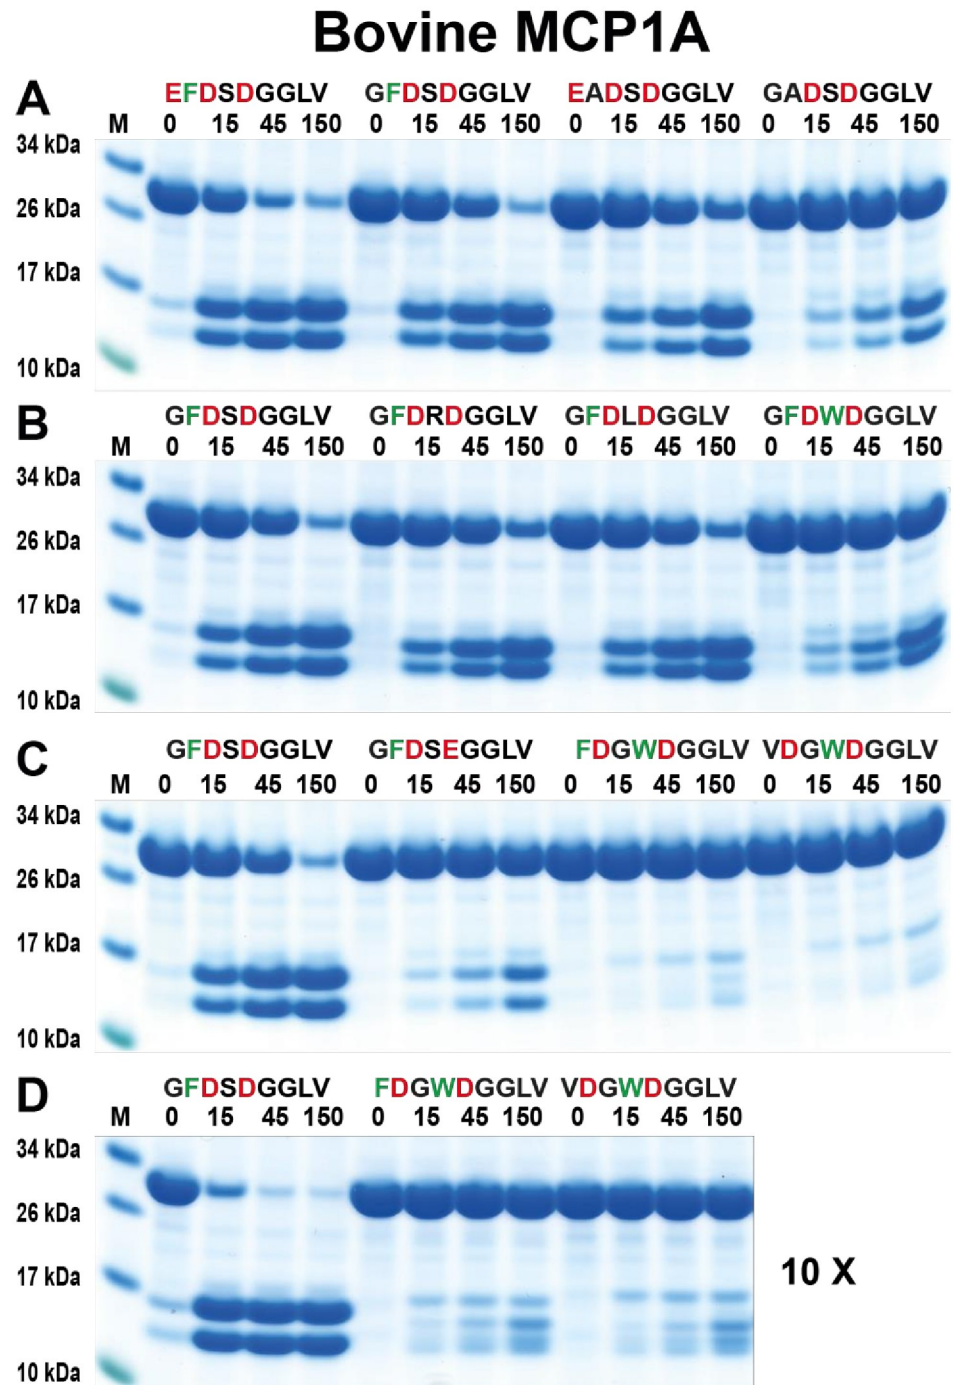 Bovine MCP1A
A
EFDSDGGLV GFDSDGGLV EADSDGGLV GADSDGGLV
M 0 15 45 150 0 15 45 150 0 15 45 150 0 15 45 150
34 kDa
26 kDa
17 kDa
10 kDa
B
GFDSDGGLV GFDRDGGLV GFDLDGGLV GFDWDGGLV
M 0 15 45 150 0 15 45 150 0 15 45 150 0 15 45 150
34 kDa
26 kDa
17 kDa
10 kDa
C
GFDSDGGLV GFDSEGGLV FDGWDGGLV VDGWDGGLV
M 0 15 45 150 0 15 45 150 0 15 45 150 0 15 45 150
34 kDa
26 kDa
17 kDa
10 kDa
D
GFDSDGGLV FDGWDGGLV VDGWDGGLV
M 0 15 45 150 0 15 45 150 0 15 45 150
34 kDa
26 kDa
17 kDa
10 X
10 kDa